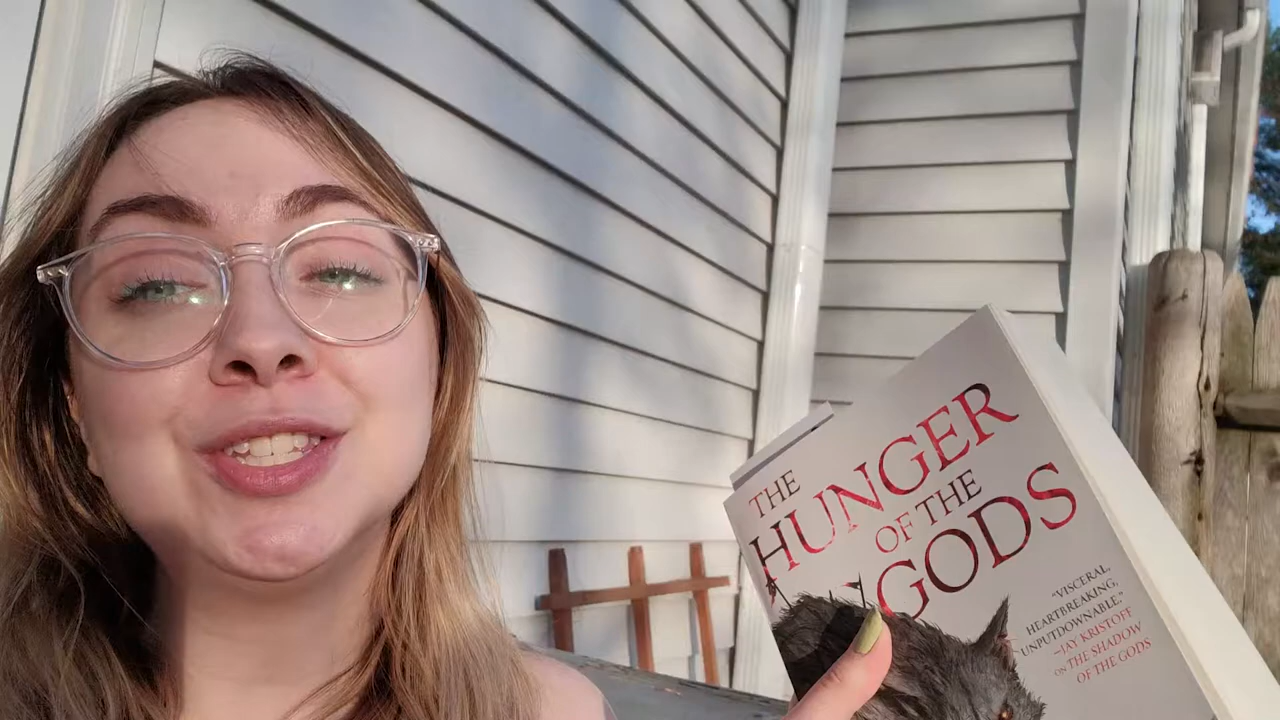 THE
HUNGER
OF THE
GODS
"VISCERAL,
HEARTBREAKING,
UNPUTDOWNABLE."
—JAY KRISTOFF
ON THE SHADOW
OF THE GODS